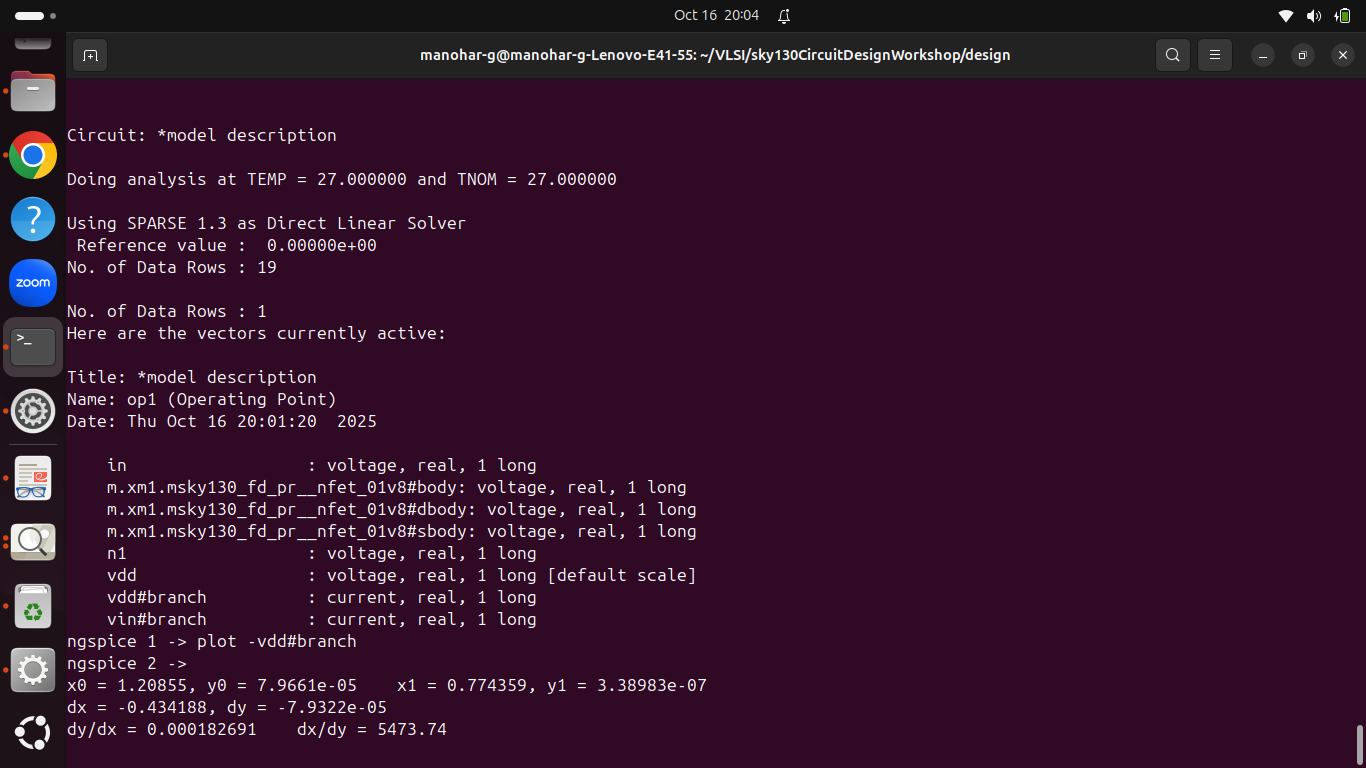 Oct 16 20:04
manohar-g@manohar-g-Lenovo-E41-55: ~/VLSI/sky130CircuitDesignWorkshop/design
Circuit: *model description
Doing analysis at TEMP = 27.000000 and TNOM = 27.000000
Using SPARSE 1.3 as Direct Linear Solver
 Reference value :  0.00000e+00
No. of Data Rows : 19
No. of Data Rows : 1
Here are the vectors currently active:
Title: *model description
Name: op1 (Operating Point)
Date: Thu Oct 16 20:01:20  2025
    in                  : voltage, real, 1 long
    m.xm1.msky130_fd_pr__nfet_01v8#body: voltage, real, 1 long
    m.xm1.msky130_fd_pr__nfet_01v8#dbody: voltage, real, 1 long
    m.xm1.msky130_fd_pr__nfet_01v8#sbody: voltage, real, 1 long
    n1                  : voltage, real, 1 long
    vdd                 : voltage, real, 1 long [default scale]
    vdd#branch          : current, real, 1 long
    vin#branch          : current, real, 1 long
ngspice 1 -> plot -vdd#branch
ngspice 2 ->
x0 = 1.20855, y0 = 7.9661e-05    x1 = 0.774359, y1 = 3.38983e-07
dx = -0.434188, dy = -7.9322e-05
dy/dx = 0.000182691    dx/dy = 5473.74
?
zoom
>_